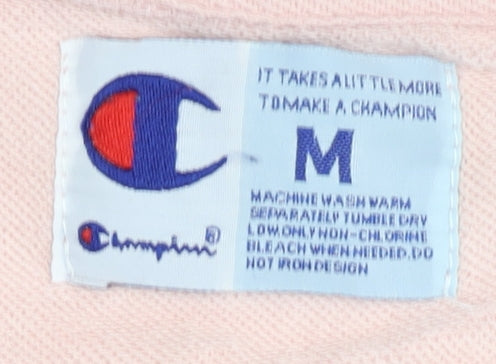 IT TAKES A LITTLE MORE
TO MAKE A CHAMPION
M
MACHINE WASH WARM
SEPARATELY TUMBLE DRY
LOW. ONLY NON-CHLORINE
BLEACH WHEN NEEDED. DO
NOT IRON DESIGN
Champion®